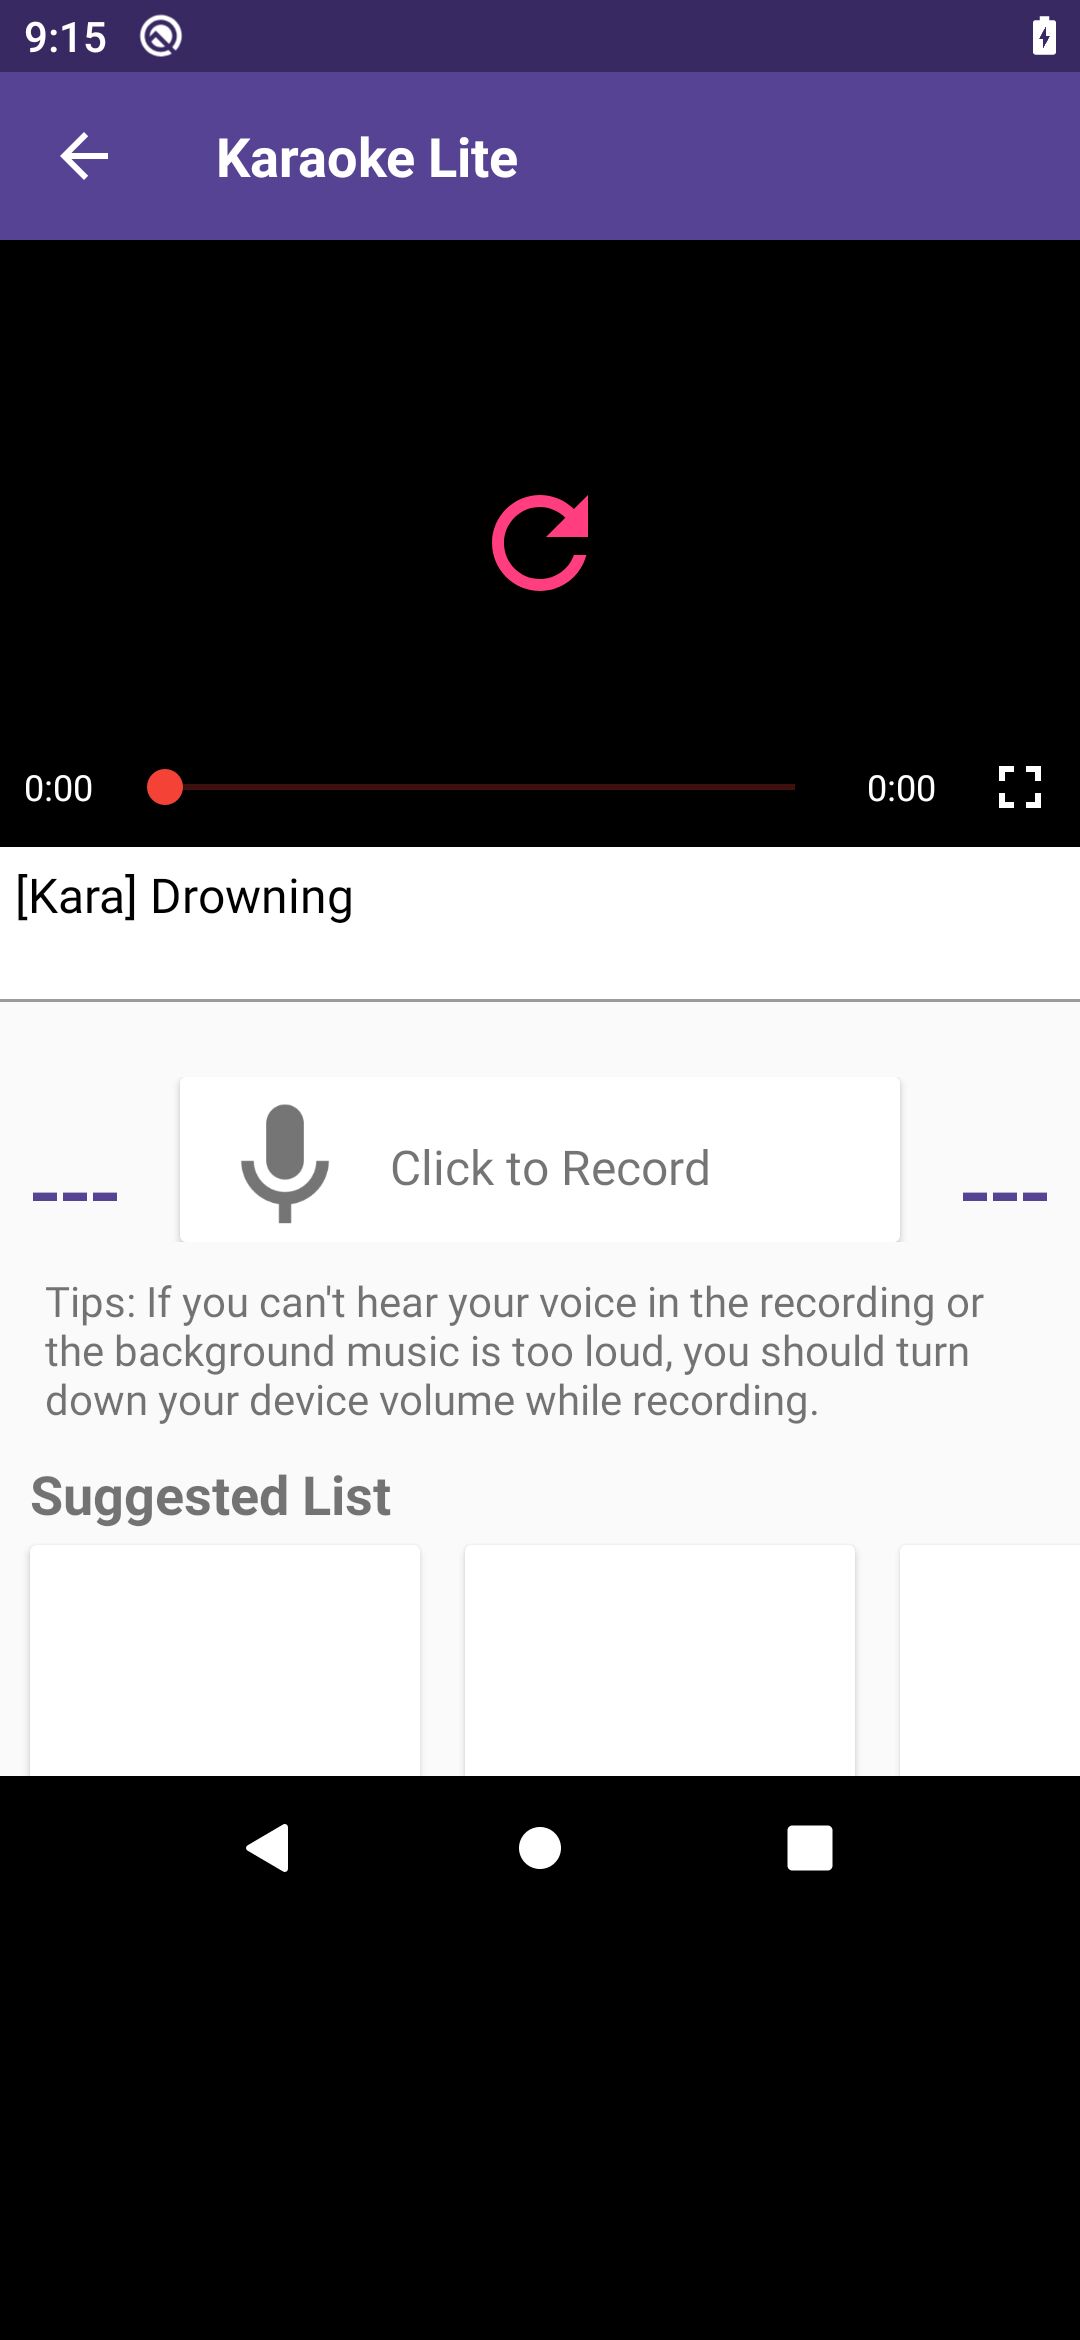 9:15
Karaoke Lite
0:00
0:00
[Kara] Drowning
Click to Record
Tips: If you can't hear your voice in the recording or
the background music is too loud, you should turn
down your device volume while recording.
Suggested List